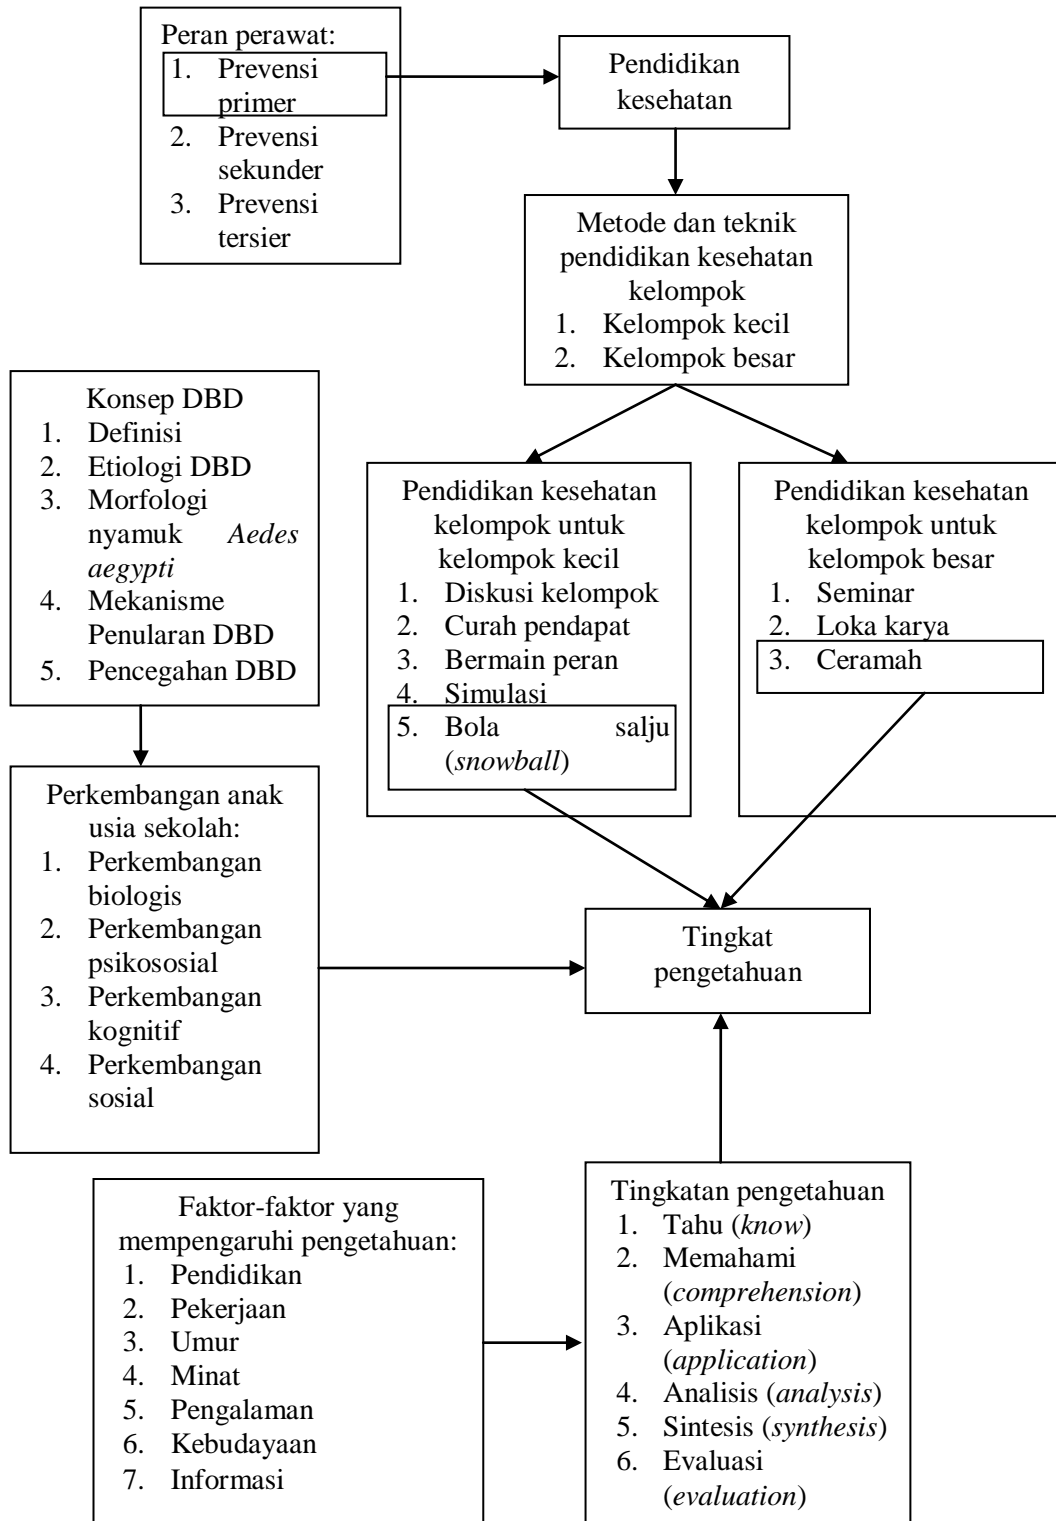 Peran perawat:
1. Prevensi
primer
2. Prevensi
sekunder
3. Prevensi
tersier
Pendidikan
kesehatan
Metode dan teknik
pendidikan kesehatan
kelompok
1. Kelompok kecil
2. Kelompok besar
Konsep DBD
1. Definisi
2. Etiologi DBD
3. Morfologi
nyamuk Aedes
aegypti
4. Mekanisme
Penularan DBD
5. Pencegahan DBD
Pendidikan kesehatan
kelompok untuk
kelompok kecil
1. Diskusi kelompok
2. Curah pendapat
3. Bermain peran
4. Simulasi
5. Bola salju
(snowball)
Pendidikan kesehatan
kelompok untuk
kelompok besar
1. Seminar
2. Loka karya
3. Ceramah
Perkembangan anak
usia sekolah:
1. Perkembangan
biologis
2. Perkembangan
psikososial
3. Perkembangan
kognitif
4. Perkembangan
sosial
Tingkat
pengetahuan
Faktor-faktor yang
mempengaruhi pengetahuan:
1. Pendidikan
2. Pekerjaan
3. Umur
4. Minat
5. Pengalaman
6. Kebudayaan
7. Informasi
Tingkatan pengetahuan
1. Tahu (know)
2. Memahami
(comprehension)
3. Aplikasi
(application)
4. Analisis (analysis)
5. Sintesis (synthesis)
6. Evaluasi
(evaluation)